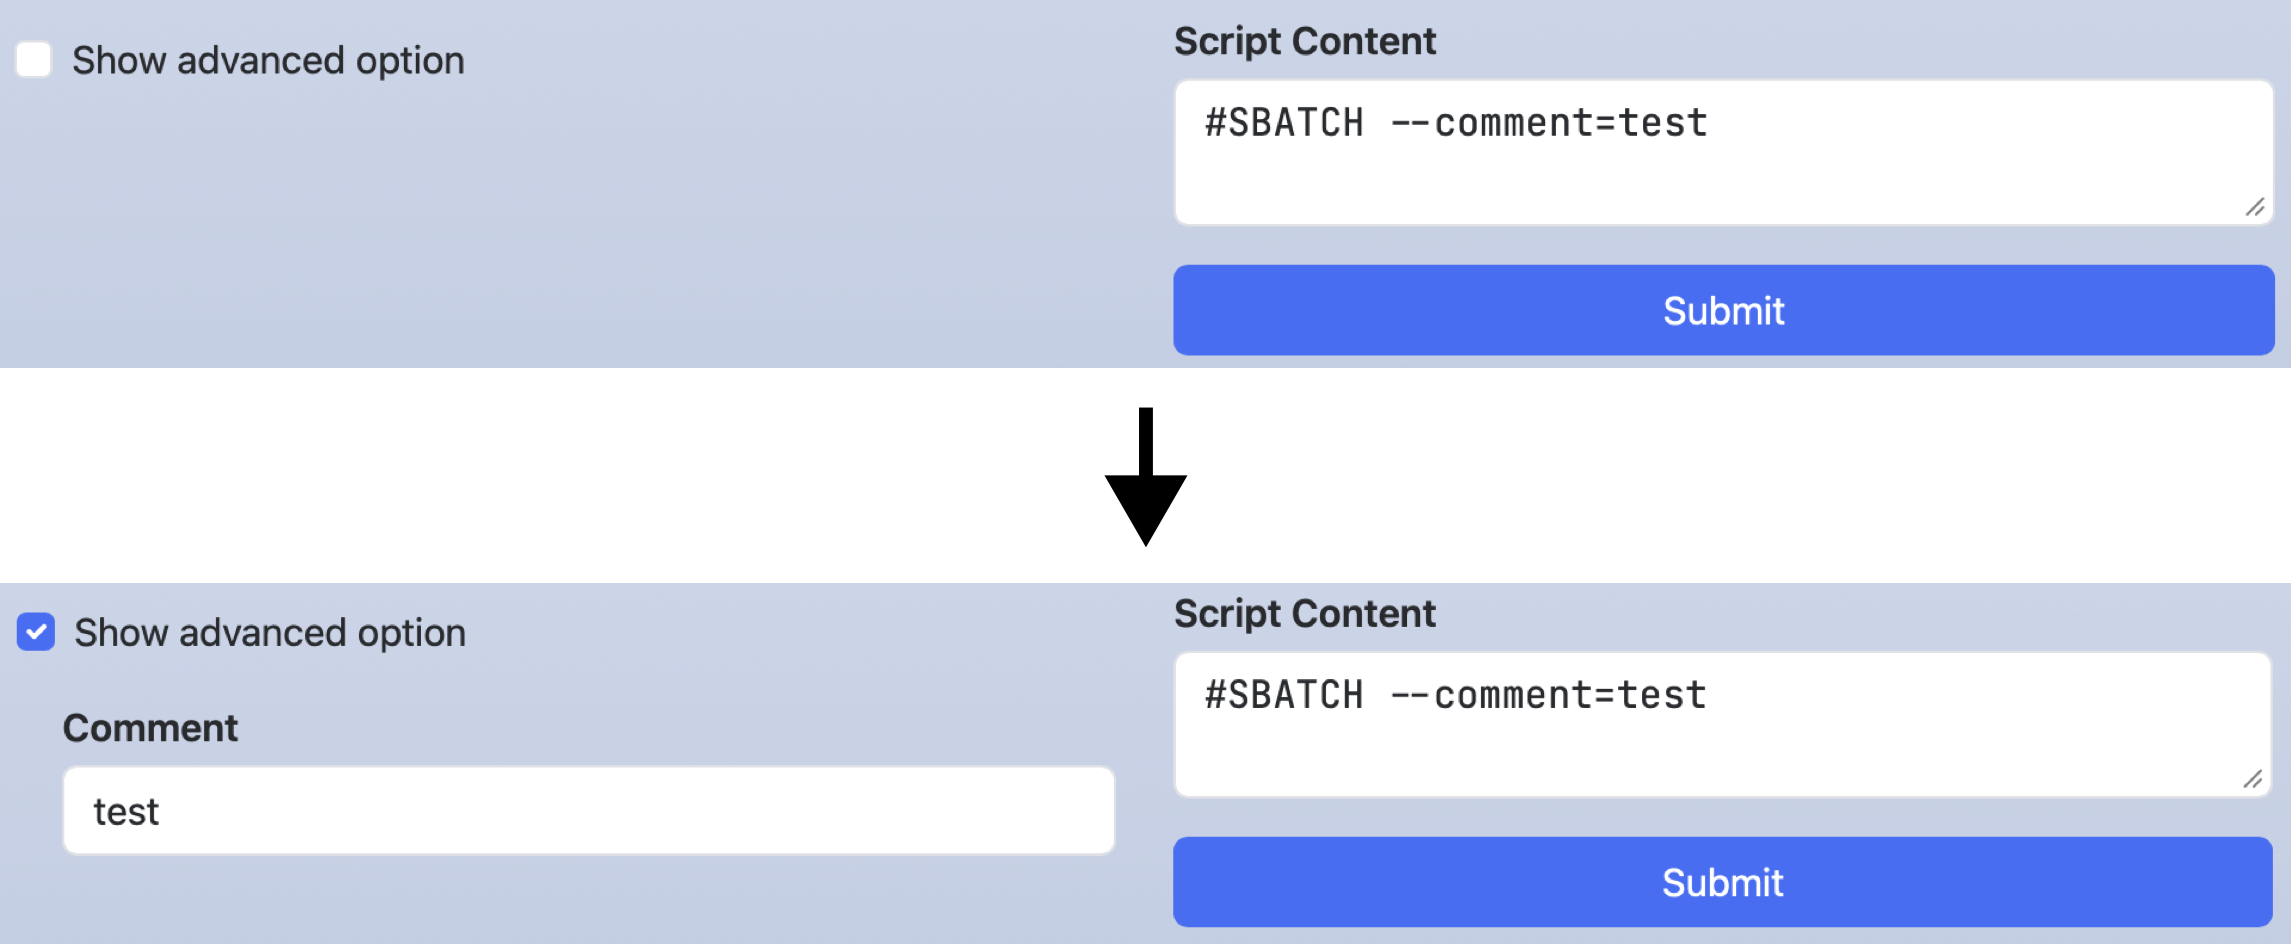 Show advanced option
Script Content
#SBATCH --comment=test
Submit
Show advanced option
Comment
test
Script Content
#SBATCH --comment=test
Submit